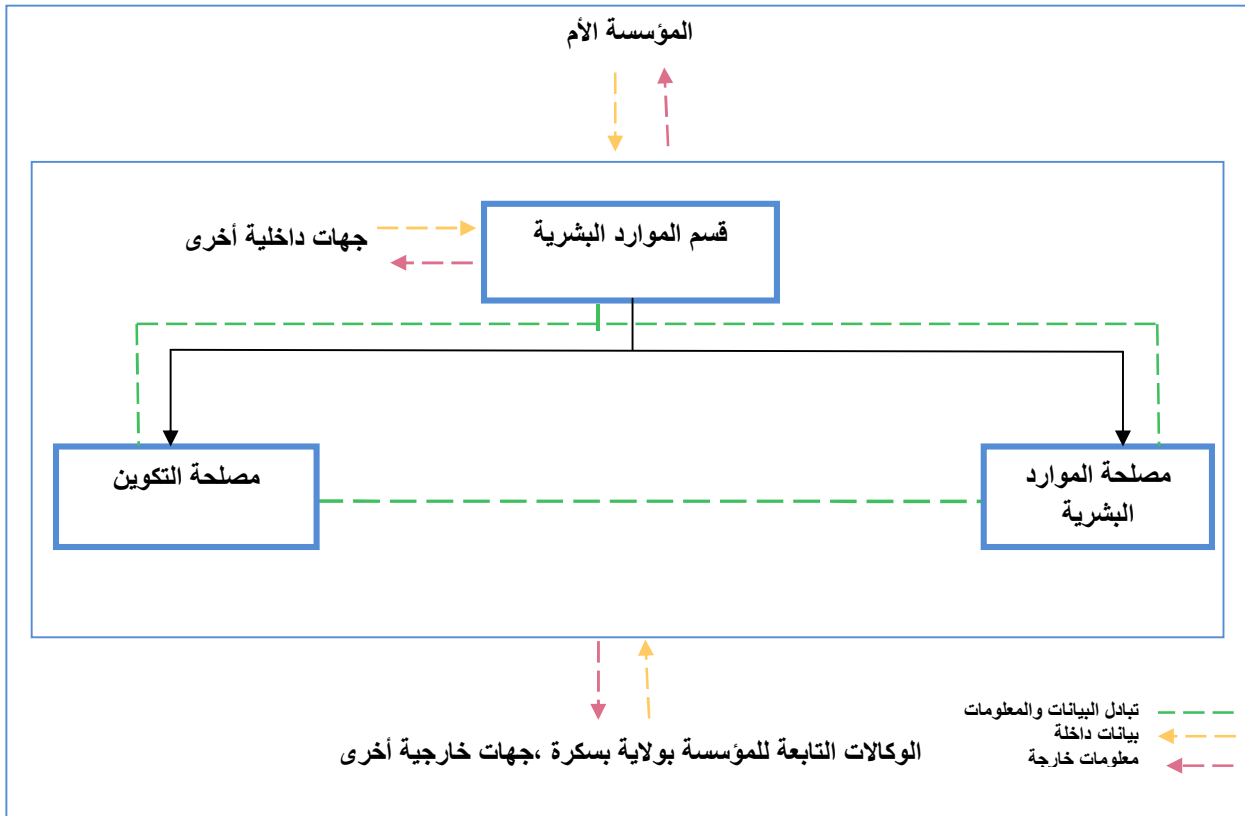 المؤسسة الأم
قسم الموارد البشرية
جهات داخلية أخرى
مصلحة الموارد
البشرية
مصلحة التكوين
الوكالات التابعة للمؤسسة بولاية بسكرة ،جهات خارجية أخرى
تبادل البيانات والمعلومات
بيانات داخلة
معلومات خارجة